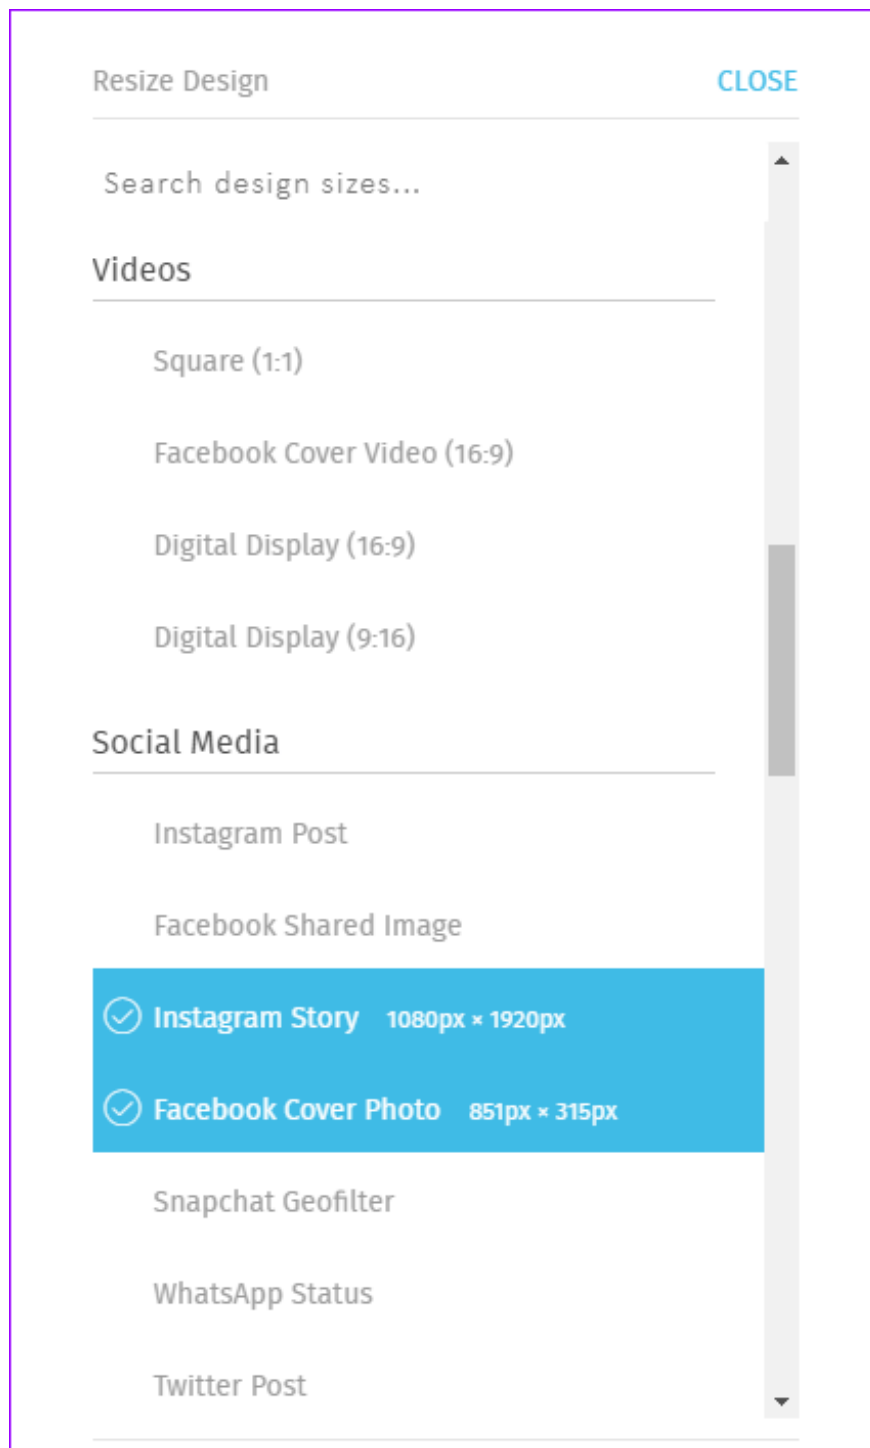 Resize Design CLOSE
Search design sizes...
Videos
Square (1:1)
Facebook Cover Video (16:9)
Digital Display (16:9)
Digital Display (9:16)
Social Media
Instagram Post
Facebook Shared Image
Instagram Story 1080px × 1920px
Facebook Cover Photo 851px × 315px
Snapchat Geofilter
WhatsApp Status
Twitter Post